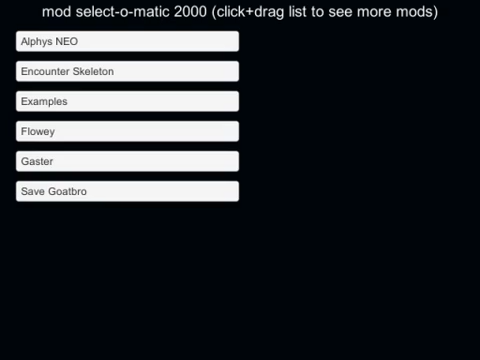 mod select-o-matic 2000 (click+drag list to see more mods)
Alphys NEO
Encounter Skeleton
Examples
Flowey
Gaster
Save Goatbro